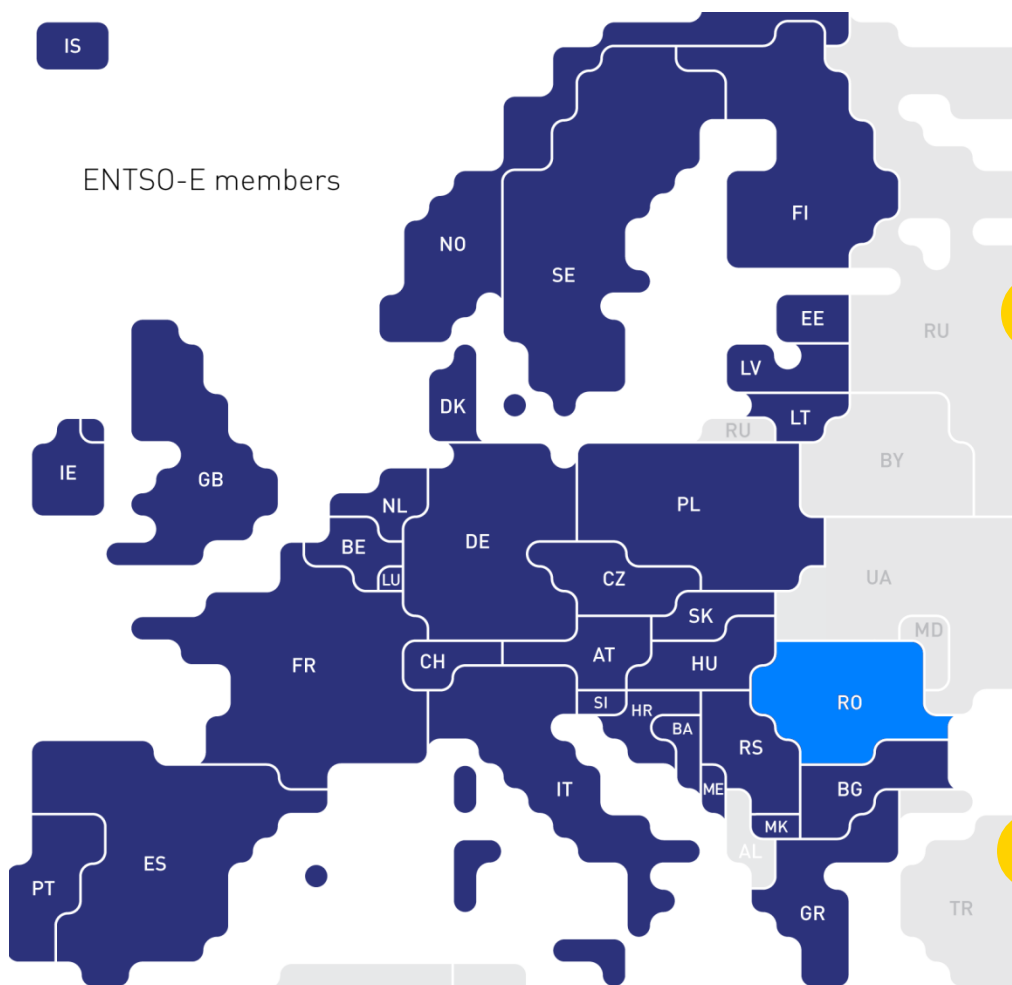 IS
ENTSO-E members
FI
NO
SE
EE
RU
LV
DK
LT
RU
BY
IE
GB
NL
PL
DE
BE
CZ
LU
UA
SK
MD
FR
CH
AT
HU
SI
HR
RO
BA
RS
IT
ME
BG
MK
AL
ES
PT
GR
TR